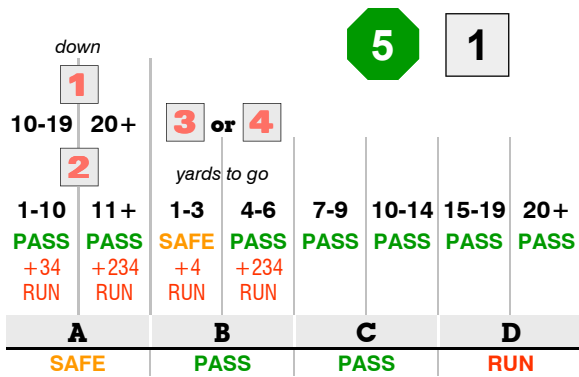 5 1
down
1
10-19 20+ 3 or 4
2 yards to go
1-10 11+ 1-3 4-6 7-9 10-14 15-19 20+
PASS PASS SAFE PASS PASS PASS PASS PASS
+34 +234 +4 +234
RUN RUN RUN RUN
A B C D
SAFE PASS PASS RUN